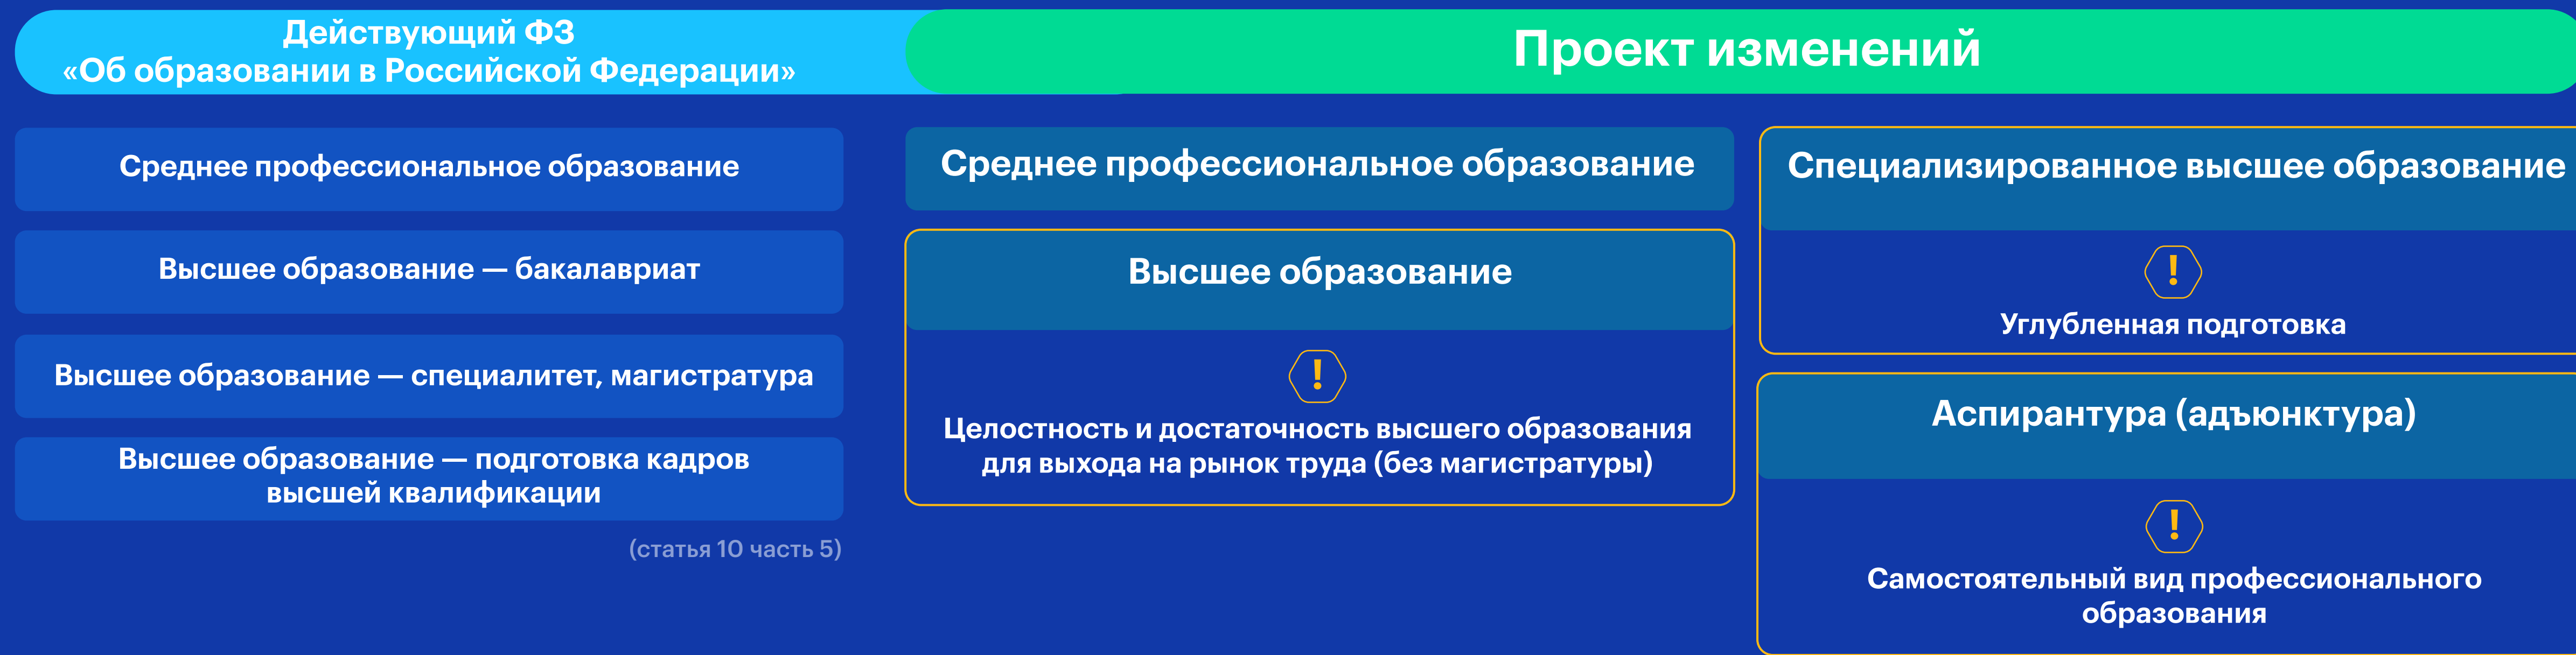 Действующий ФЗ
«Об образовании в Российской Федерации»
Проект изменений
Среднее профессиональное образование
Высшее образование — бакалавриат
Высшее образование — специалитет, магистратура
Высшее образование — подготовка кадров
высшей квалификации
(статья 10 часть 5)
Среднее профессиональное образование
Высшее образование
!
Целостность и достаточность высшего образования
для выхода на рынок труда (без магистратуры)
Специализированное высшее образование
!
Углубленная подготовка
Аспирантура (адъюнктура)
!
Самостоятельный вид профессионального
образования